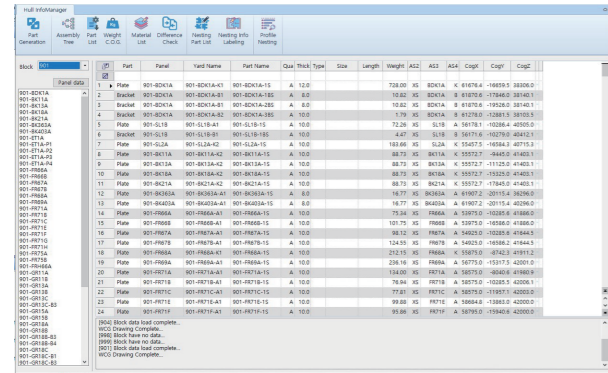 Hull InfoManager
Part Generation
Assembly Tree
Part List
Weight C.O.G.
Material List
Difference Check
Nesting Part List
Nesting Info Labeling
Profile Nesting
Block 901
Panel data
901-BDK1A
901-BK11A
901-BK13A
901-BK18A
901-BK21A
901-BK363A
901-BK403A
901-ET1A
901-ET1A-P1
901-ET1A-P2
901-ET1A-P3
901-ET1A-P4
901-FR66A
901-FR66B
901-FR67A
901-FR67B
901-FR68A
901-FR69A
901-FR71A
901-FR71B
901-FR71C
901-FR71E
901-FR71F
901-FR71G
901-FR71H
901-FR75A
901-FR75B
901-FRH66A
901-GR11A
901-GR11B
901-GR13A
901-GR13B
901-GR13C
901-GR13C-B3
901-GR15A
901-GR15B
901-GR18A
901-GR18B
901-GR18B-B3
901-GR18B-B4
901-GR18C
901-GR18C-B1
901-GR18C-B3
Part Panel Yard Name Part Name Qua Thick Type Size Length Weight AS2 AS3 AS4 CogX CogY CogZ
1 Plate 901-BDK1A 901-BDK1A-K1 901-BDK1A-1S A 12.0 728.00 XS BDK1A K 61676.4 -16659.5 38306.0
2 Bracket 901-BDK1A 901-BDK1A-B1 901-BDK1A-1BS A 10.0 10.82 XS BDK1A B 61870.6 -17846.0 38140.1
3 Bracket 901-BDK1A 901-BDK1A-B1 901-BDK1A-2BS A 10.0 10.82 XS BDK1A B 61870.6 -19526.0 38140.1
4 Bracket 901-BDK1A 901-BDK1A-B2 901-BDK1A-3BS A 10.0 1.79 XS BDK1A B 61278.0 -12881.5 38103.5
5 Plate 901-SL1B 901-SL1B-A1 901-SL1B-1S A 10.0 72.26 XS SL1B A 56178.1 -10286.4 40505.0
6 Bracket 901-SL1B 901-SL1B-B1 901-SL1B-1BS A 10.0 4.47 XS SL1B B 56171.6 -10279.0 40412.1
7 Plate 901-SL2A 901-SL2A-K2 901-SL2A-1S A 10.0 183.66 XS SL2A K 55457.5 -16584.3 40715.8
8 Plate 901-BK11A 901-BK11A-K2 901-BK11A-1S A 10.0 88.73 XS BK11A K 55572.7 -9445.0 41403.1
9 Plate 901-BK13A 901-BK13A-K2 901-BK13A-1S A 10.0 88.73 XS BK13A K 55572.7 -11125.0 41403.1
10 Plate 901-BK18A 901-BK18A-K2 901-BK18A-1S A 10.0 88.73 XS BK18A K 55572.7 -15325.0 41403.1
11 Plate 901-BK21A 901-BK21A-K2 901-BK21A-1S A 10.0 88.73 XS BK21A K 55572.7 -17845.0 41403.1
12 Plate 901-BK363A 901-BK363A-A1 901-BK363A-1S A 8.0 16.77 XS BK363A A 61907.2 -20115.4 36296.0
13 Plate 901-BK403A 901-BK403A-A1 901-BK403A-1S A 8.0 16.77 XS BK403A A 61907.2 -20115.4 40296.0
14 Plate 901-FR66A 901-FR66A-A1 901-FR66A-1S A 10.0 75.34 XS FR66A A 53975.0 -10285.6 41886.0
15 Plate 901-FR66B 901-FR66B-A1 901-FR66B-1S A 10.0 101.75 XS FR66B A 53975.0 -16586.0 41886.0
16 Plate 901-FR67A 901-FR67A-A1 901-FR67A-1S A 10.0 98.12 XS FR67A A 54925.0 -10285.6 41644.5
17 Plate 901-FR67B 901-FR67B-A1 901-FR67B-1S A 10.0 124.55 XS FR67B A 54925.0 -16586.2 41644.5
18 Plate 901-FR68A 901-FR68A-K1 901-FR68A-1S A 10.0 212.15 XS FR68A K 55875.0 -8742.3 41911.2
19 Plate 901-FR69A 901-FR69A-A1 901-FR69A-1S A 10.0 236.16 XS FR69A A 56775.0 -15317.5 42001.0
20 Plate 901-FR71A 901-FR71A-A1 901-FR71A-1S A 10.0 134.00 XS FR71A A 58575.0 -8040.6 41980.9
21 Plate 901-FR71B 901-FR71B-A1 901-FR71B-1S A 10.0 76.94 XS FR71B A 58575.0 -10285.5 42006.1
22 Plate 901-FR71C 901-FR71C-A1 901-FR71C-1S A 10.0 77.81 XS FR71C A 58575.0 -11957.1 42003.0
23 Plate 901-FR71E 901-FR71E-A1 901-FR71E-1S A 10.0 99.86 XS FR71E A 58684.8 -13863.0 42000.0
24 Plate 901-FR71F 901-FR71F-A1 901-FR71F-1S A 10.0 95.86 XS FR71F A 58795.0 -15940.6 42000.0
[904] Block data load complete...
WCG Drawing Complete...
[998] Block have no data...
[999] Block have no data...
[901] Block data load complete...
WCG Drawing Complete...